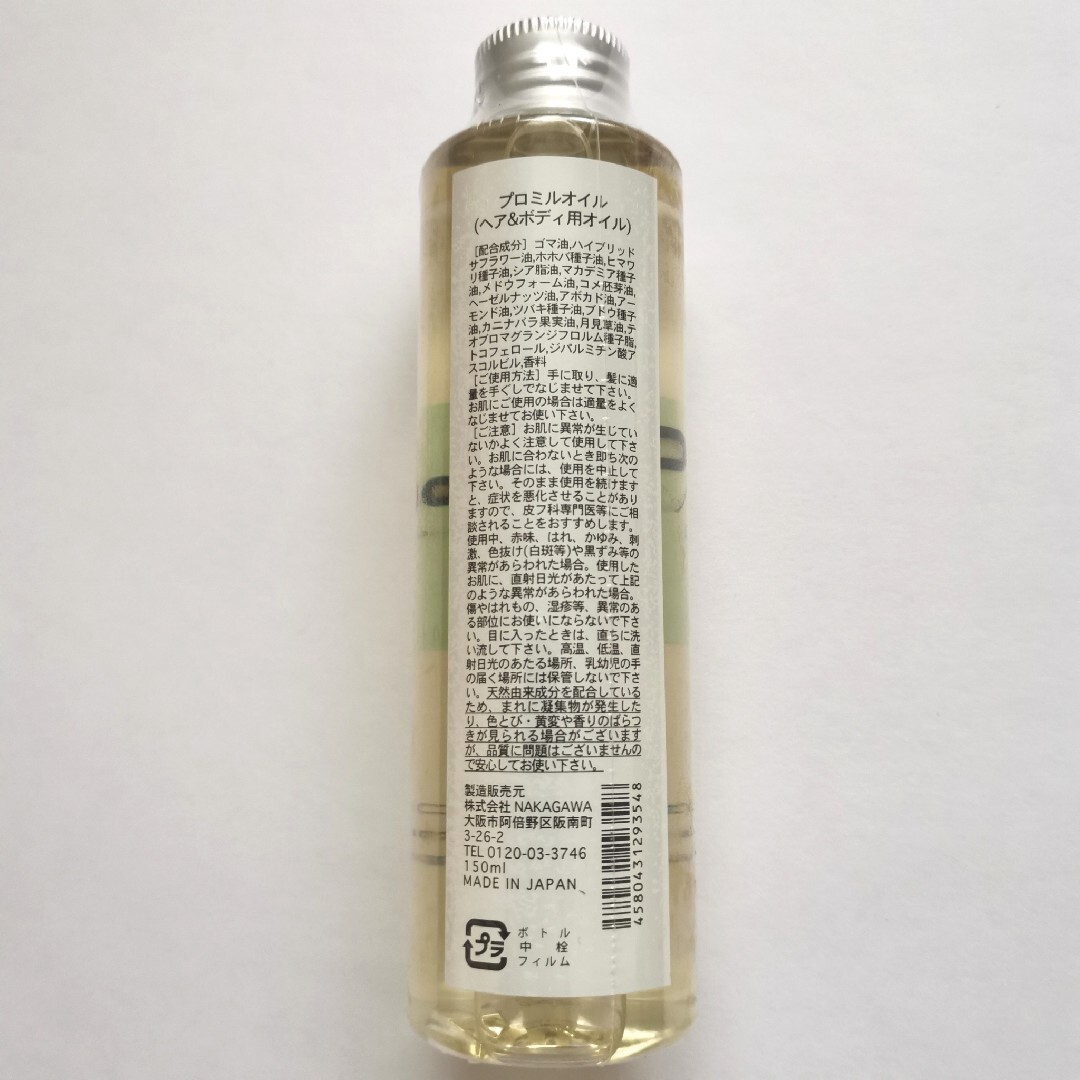 プロミルオイル
(ヘア&ボディ用オイル)
[配合成分] ゴマ油,ハイブリッド
サフラワー油,ホホバ種子油,ヒマワ
リ種子油,シア脂油,マカデミア種子
油,メドウフォーム油,コメ胚芽油,
ヘーゼルナッツ油,アボカド油,アー
モンド油,ツバキ種子油,ブドウ種子
油,カニナバラ果実油,月見草油,テ
オブロマグランジフロルム種子脂,
トコフェロール,ジパルミチン酸ア
スコルビル,香料
[ご使用方法] 手に取り、髪に適
量を手ぐしでなじませて下さい。
お肌にご使用の場合は適量をよく
なじませてお使い下さい。
[ご注意] お肌に異常が生じてい
ないかよく注意して使用して下さ
い。お肌に合わないとき即ち次の
ような場合には、使用を中止して
下さい。そのまま使用を続けます
と、症状を悪化させることがあり
ますので、皮フ科専門医等にご相
談されることをおすすめします。
使用中、赤味、はれ、かゆみ、刺
激、色抜け(白斑等)や黒ずみ等の
異常があらわれた場合。使用した
お肌に、直射日光があたって上記
のような異常があらわれた場合。
傷やはれもの、湿疹等、異常のあ
る部位にお使いにならないで下さ
い。目に入ったときは、直ちに洗
い流して下さい。高温、低温、直
射日光のあたる場所、乳幼児の手
の届く場所には保管しないで下さ
い。天然由来成分を配合している
ため、まれに凝集物が発生した
り、色とび・黄変や香りのばらつ
きが見られる場合がございます
が、品質に問題はございませんの
で安心してお使い下さい。
製造販売元
株式会社 NAKAGAWA
大阪市阿倍野区阪南町
3-26-2
TEL 0120-03-3746
150ml
MADE IN JAPAN
4580431293548
プラ
ボトル
中栓
フィルム